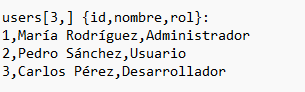 users[3,] {id,nombre,rol}:
1,María Rodríguez,Administrador
2,Pedro Sánchez,Usuario
3,Carlos Pérez,Desarrollador